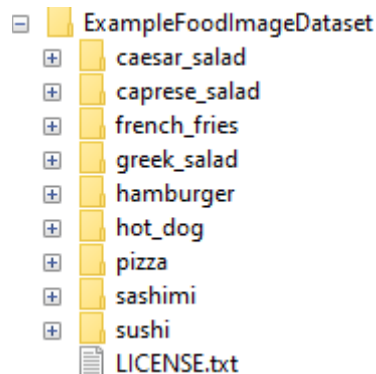 ExampleFoodImageDataset
caesar_salad
caprese_salad
french_fries
greek_salad
hamburger
hot_dog
pizza
sashimi
sushi
LICENSE.txt